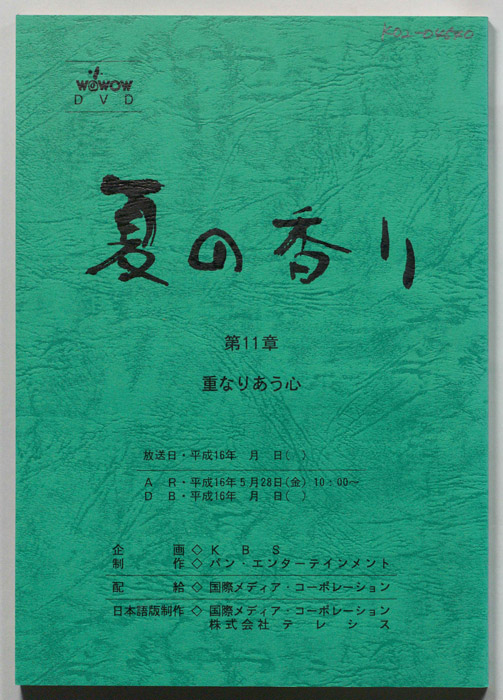 WOWOW
DVD
夏の香り
第11章
重なりあう心
放送日・平成16年 月 日( )
AR・平成16年5月28日(金) 10:00〜
DB・平成16年 月 日( )
企画◇KBS
制作◇パン・エンターテインメント
配給◇国際メディア・コーポレーション
日本語版制作◇国際メディア・コーポレーション
株式会社テレシス